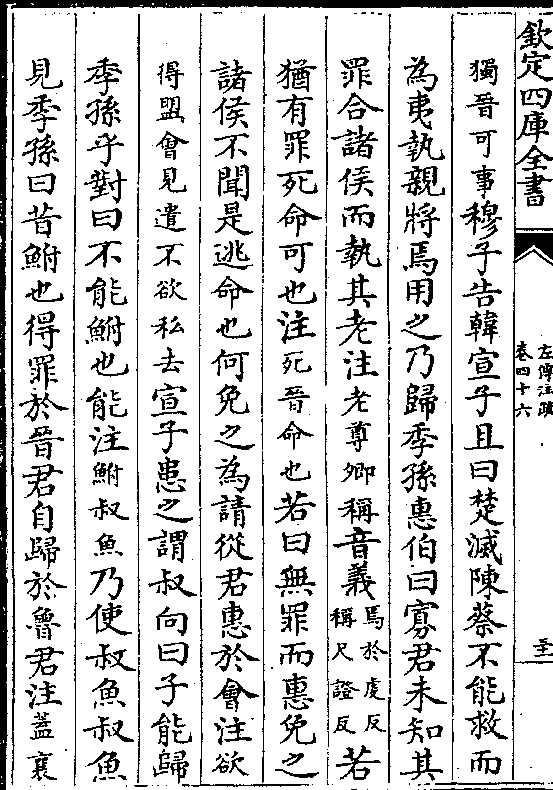 欽定四庫全書
左傳注疏
卷四十六
獨晉可事穆子告韓宣子且曰楚滅陳蔡不能救而
為夷執親將焉用之乃歸季孫惠伯曰寡君未知其
罪合諸侯而執其老注老尊卿稱音義焉於虔反稱尺證反若
猶有罪死命可也注死晉命也若曰無罪而惠免之
諸侯不聞是逃命也何免之為請從君惠於會注欲
得盟會見遣不欲私去宣子患之謂叔向曰子能歸
季孫乎對曰不能鮒也能注鮒叔魚乃使叔魚叔魚
見季孫曰昔鮒也得罪於晉君自歸於魯君注蓋襄